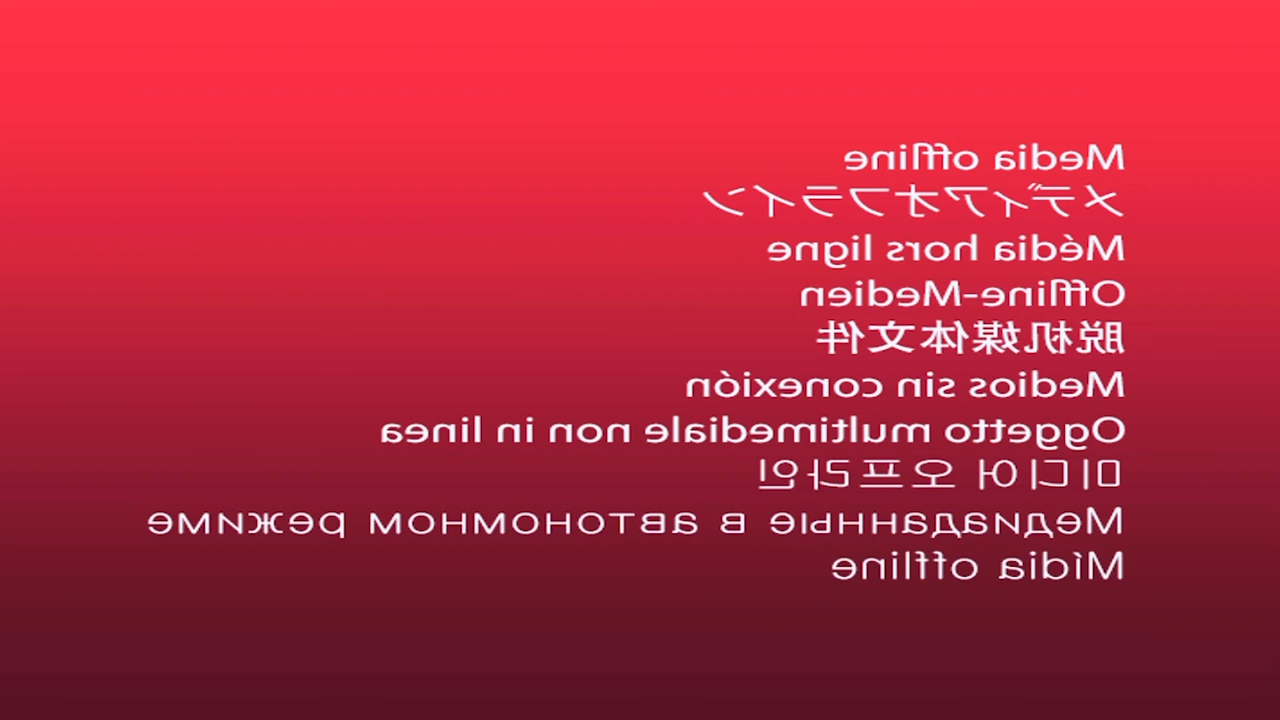 Media offline
メディアオフライン
Média hors ligne
Offline-Medien
脱机媒体文件
Medios sin conexión
Oggetto multimediale non in linea
미디어 오프라인
Медиаданные в автономном режиме
Mídia offline